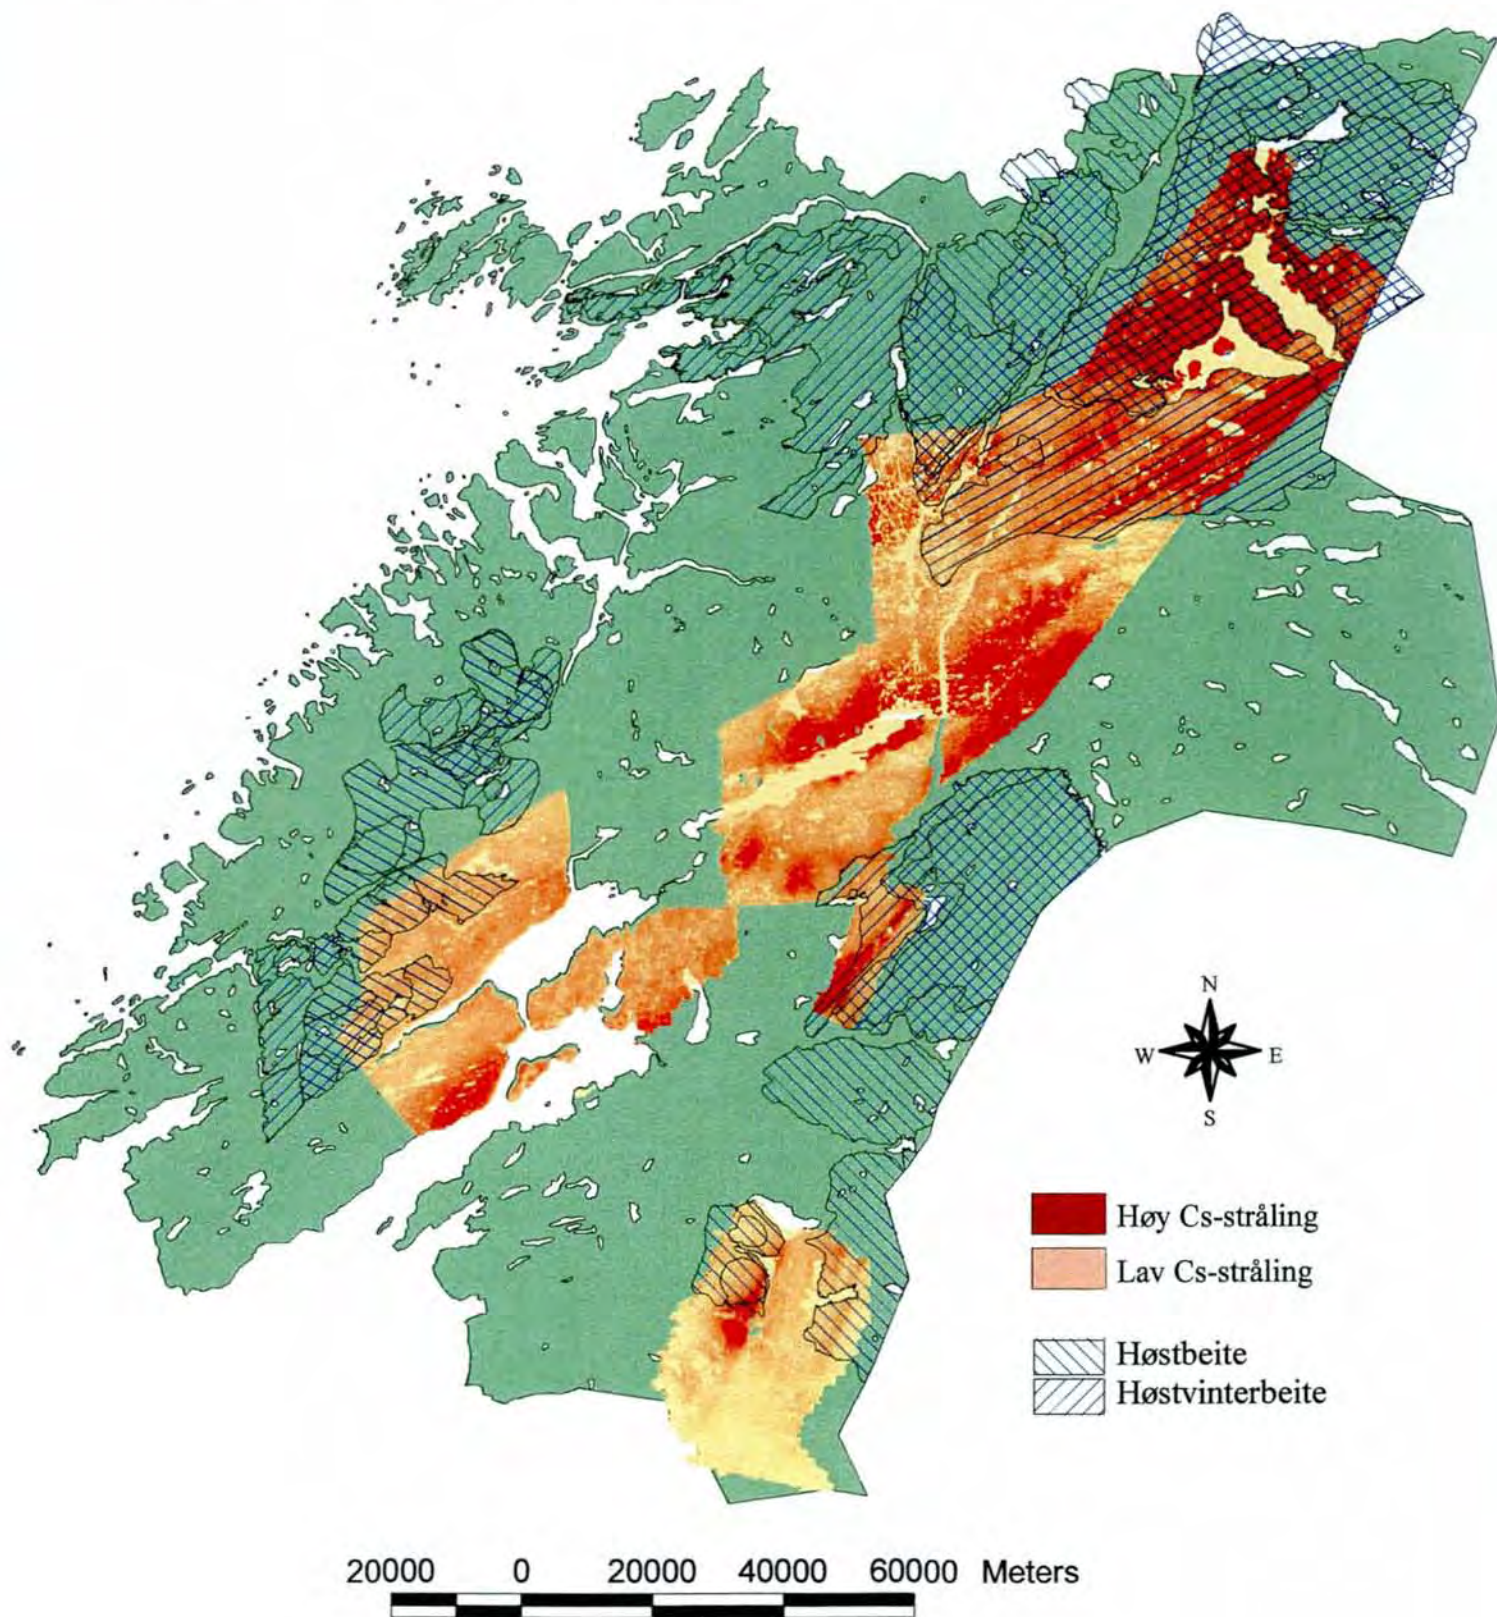 N
W E
S
Høy Cs-stråling
Lav Cs-stråling
Høstbeite
Høstvinterbeite
20000 0 20000 40000 60000 Meters